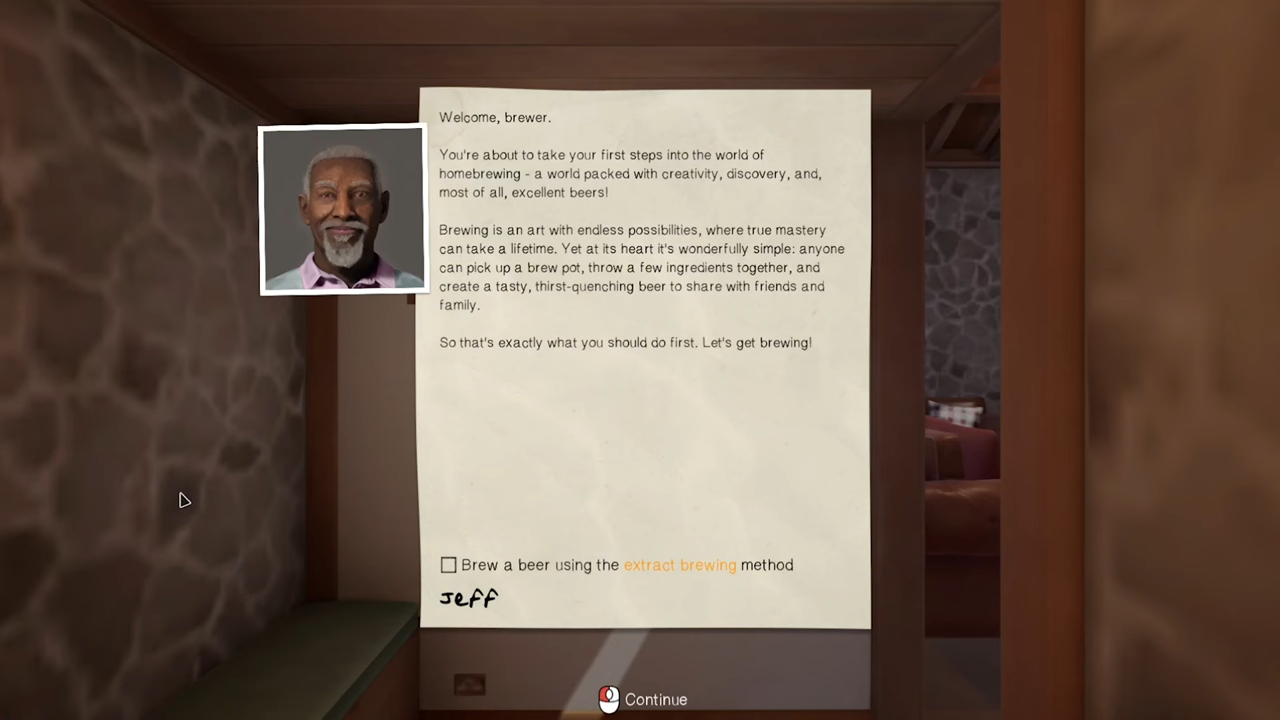 Welcome, brewer.
You're about to take your first steps into the world of
homebrewing - a world packed with creativity, discovery, and,
most of all, excellent beers!
Brewing is an art with endless possibilities, where true mastery
can take a lifetime. Yet at its heart it's wonderfully simple: anyone
can pick up a brew pot, throw a few ingredients together, and
create a tasty, thirst-quenching beer to share with friends and
family.
So that's exactly what you should do first. Let's get brewing!
Brew a beer using the extract brewing method
Jeff
Continue